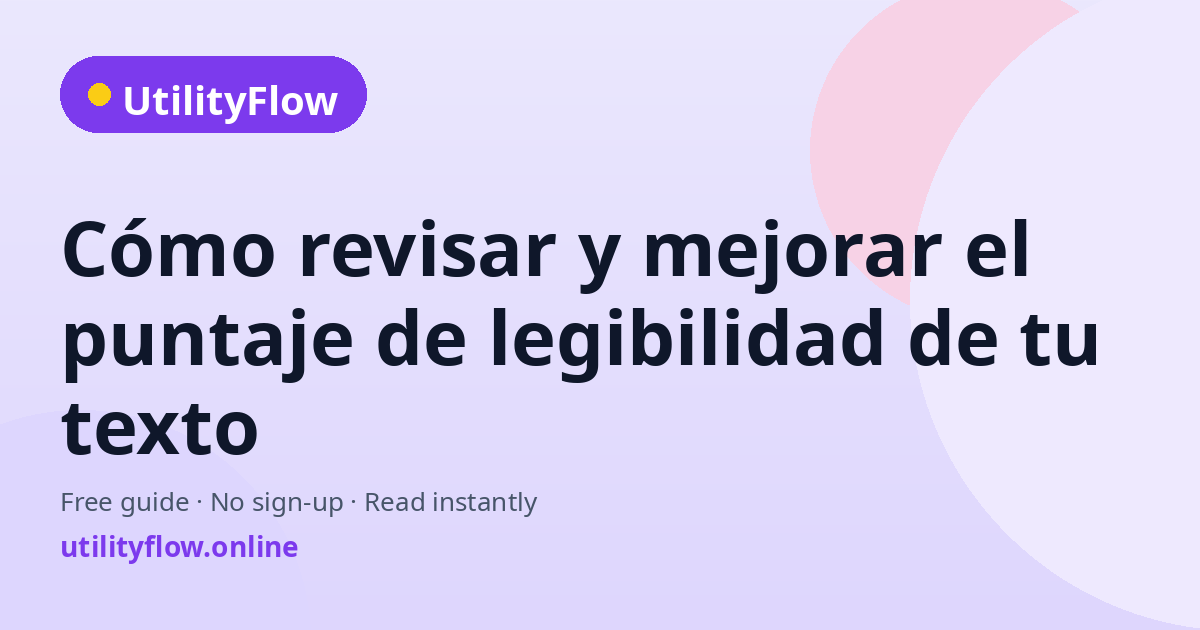 UtilityFlow
Cómo revisar y mejorar el
puntaje de legibilidad de tu
texto
Free guide · No sign-up · Read instantly
utilityflow.online